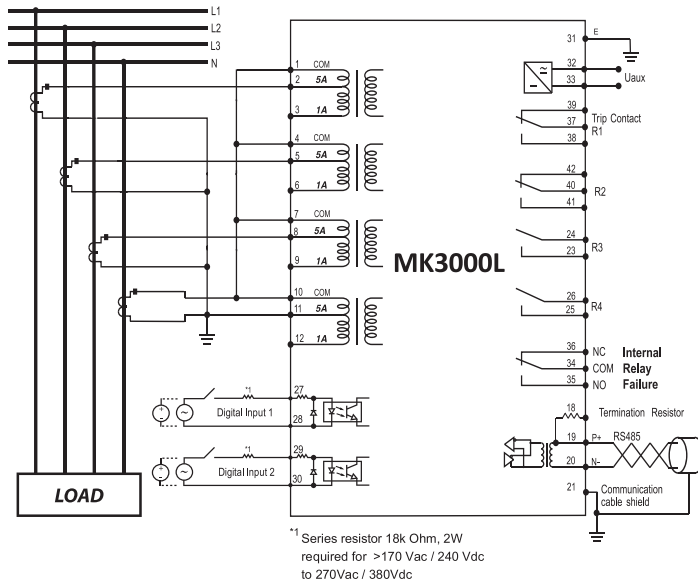 L1
L2
L3
N
1 COM
2 5A
3 1A
4 COM
5 5A
6 1A
7 COM
8 5A
9 1A
10 COM
11 5A
12 1A
MK3000L
31 E
32
33
Uaux
39
37
38
Trip Contact
R1
42
40
41
R2
24
23
R3
26
25
R4
36 NC Internal
34 COM Relay
35 NO Failure
18 Termination Resistor
19 P+ RS485
20 N–
21 Communication
cable shield
*1
Digital Input 1
27
28
*1
Digital Input 2
29
30
LOAD
*1 Series resistor 18k Ohm, 2W
required for >170 Vac / 240 Vdc
to 270Vac / 380Vdc